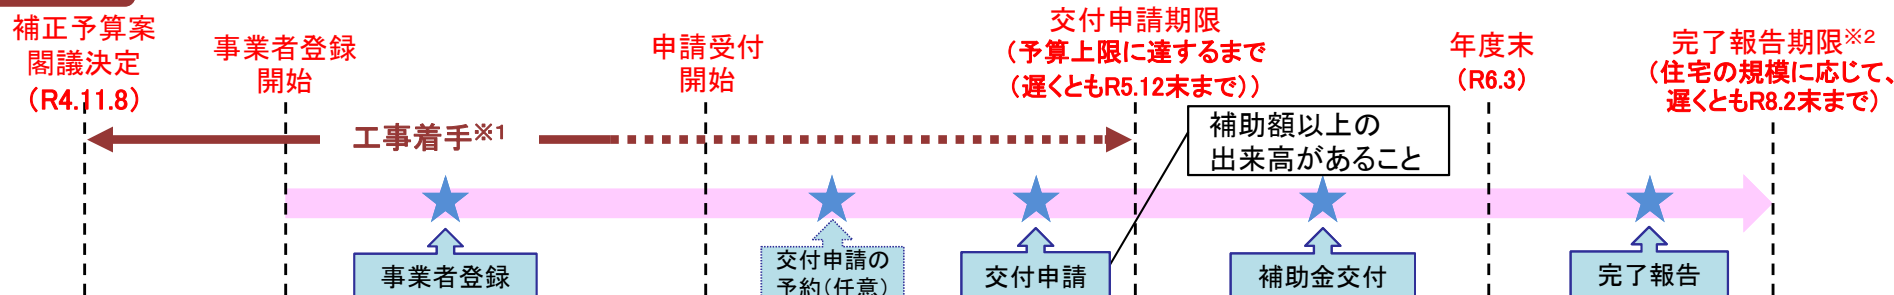 補正予算案
閣議決定
（R4.11.8）
事業者登録
開始
申請受付
開始
交付申請期限
（予算上限に達するまで
（遅くともR5.12末まで））
年度末
（R6.3）
完了報告期限※2
（住宅の規模に応じて、
遅くともR8.2末まで）
工事着手※1
補助額以上の
出来高があること
事業者登録
交付申請の
予約（任意）
交付申請
補助金交付
完了報告